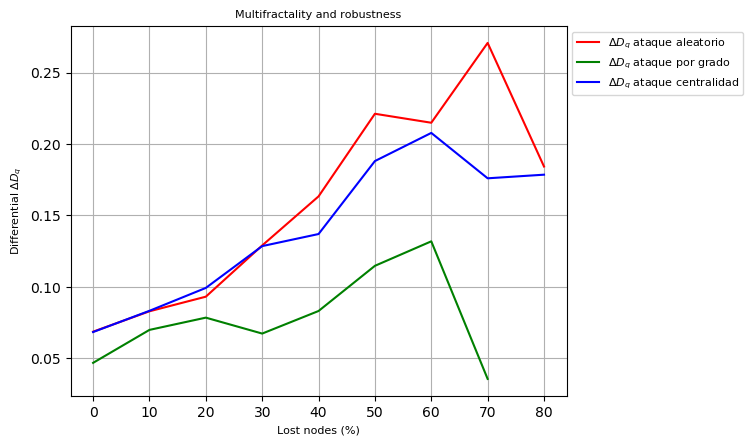 Multifractality and robustness
ΔD_q ataque aleatorio
ΔD_q ataque por grado
ΔD_q ataque centralidad
Differential ΔD_q
0.25
0.20
0.15
0.10
0.05
0 10 20 30 40 50 60 70 80
Lost nodes (%)